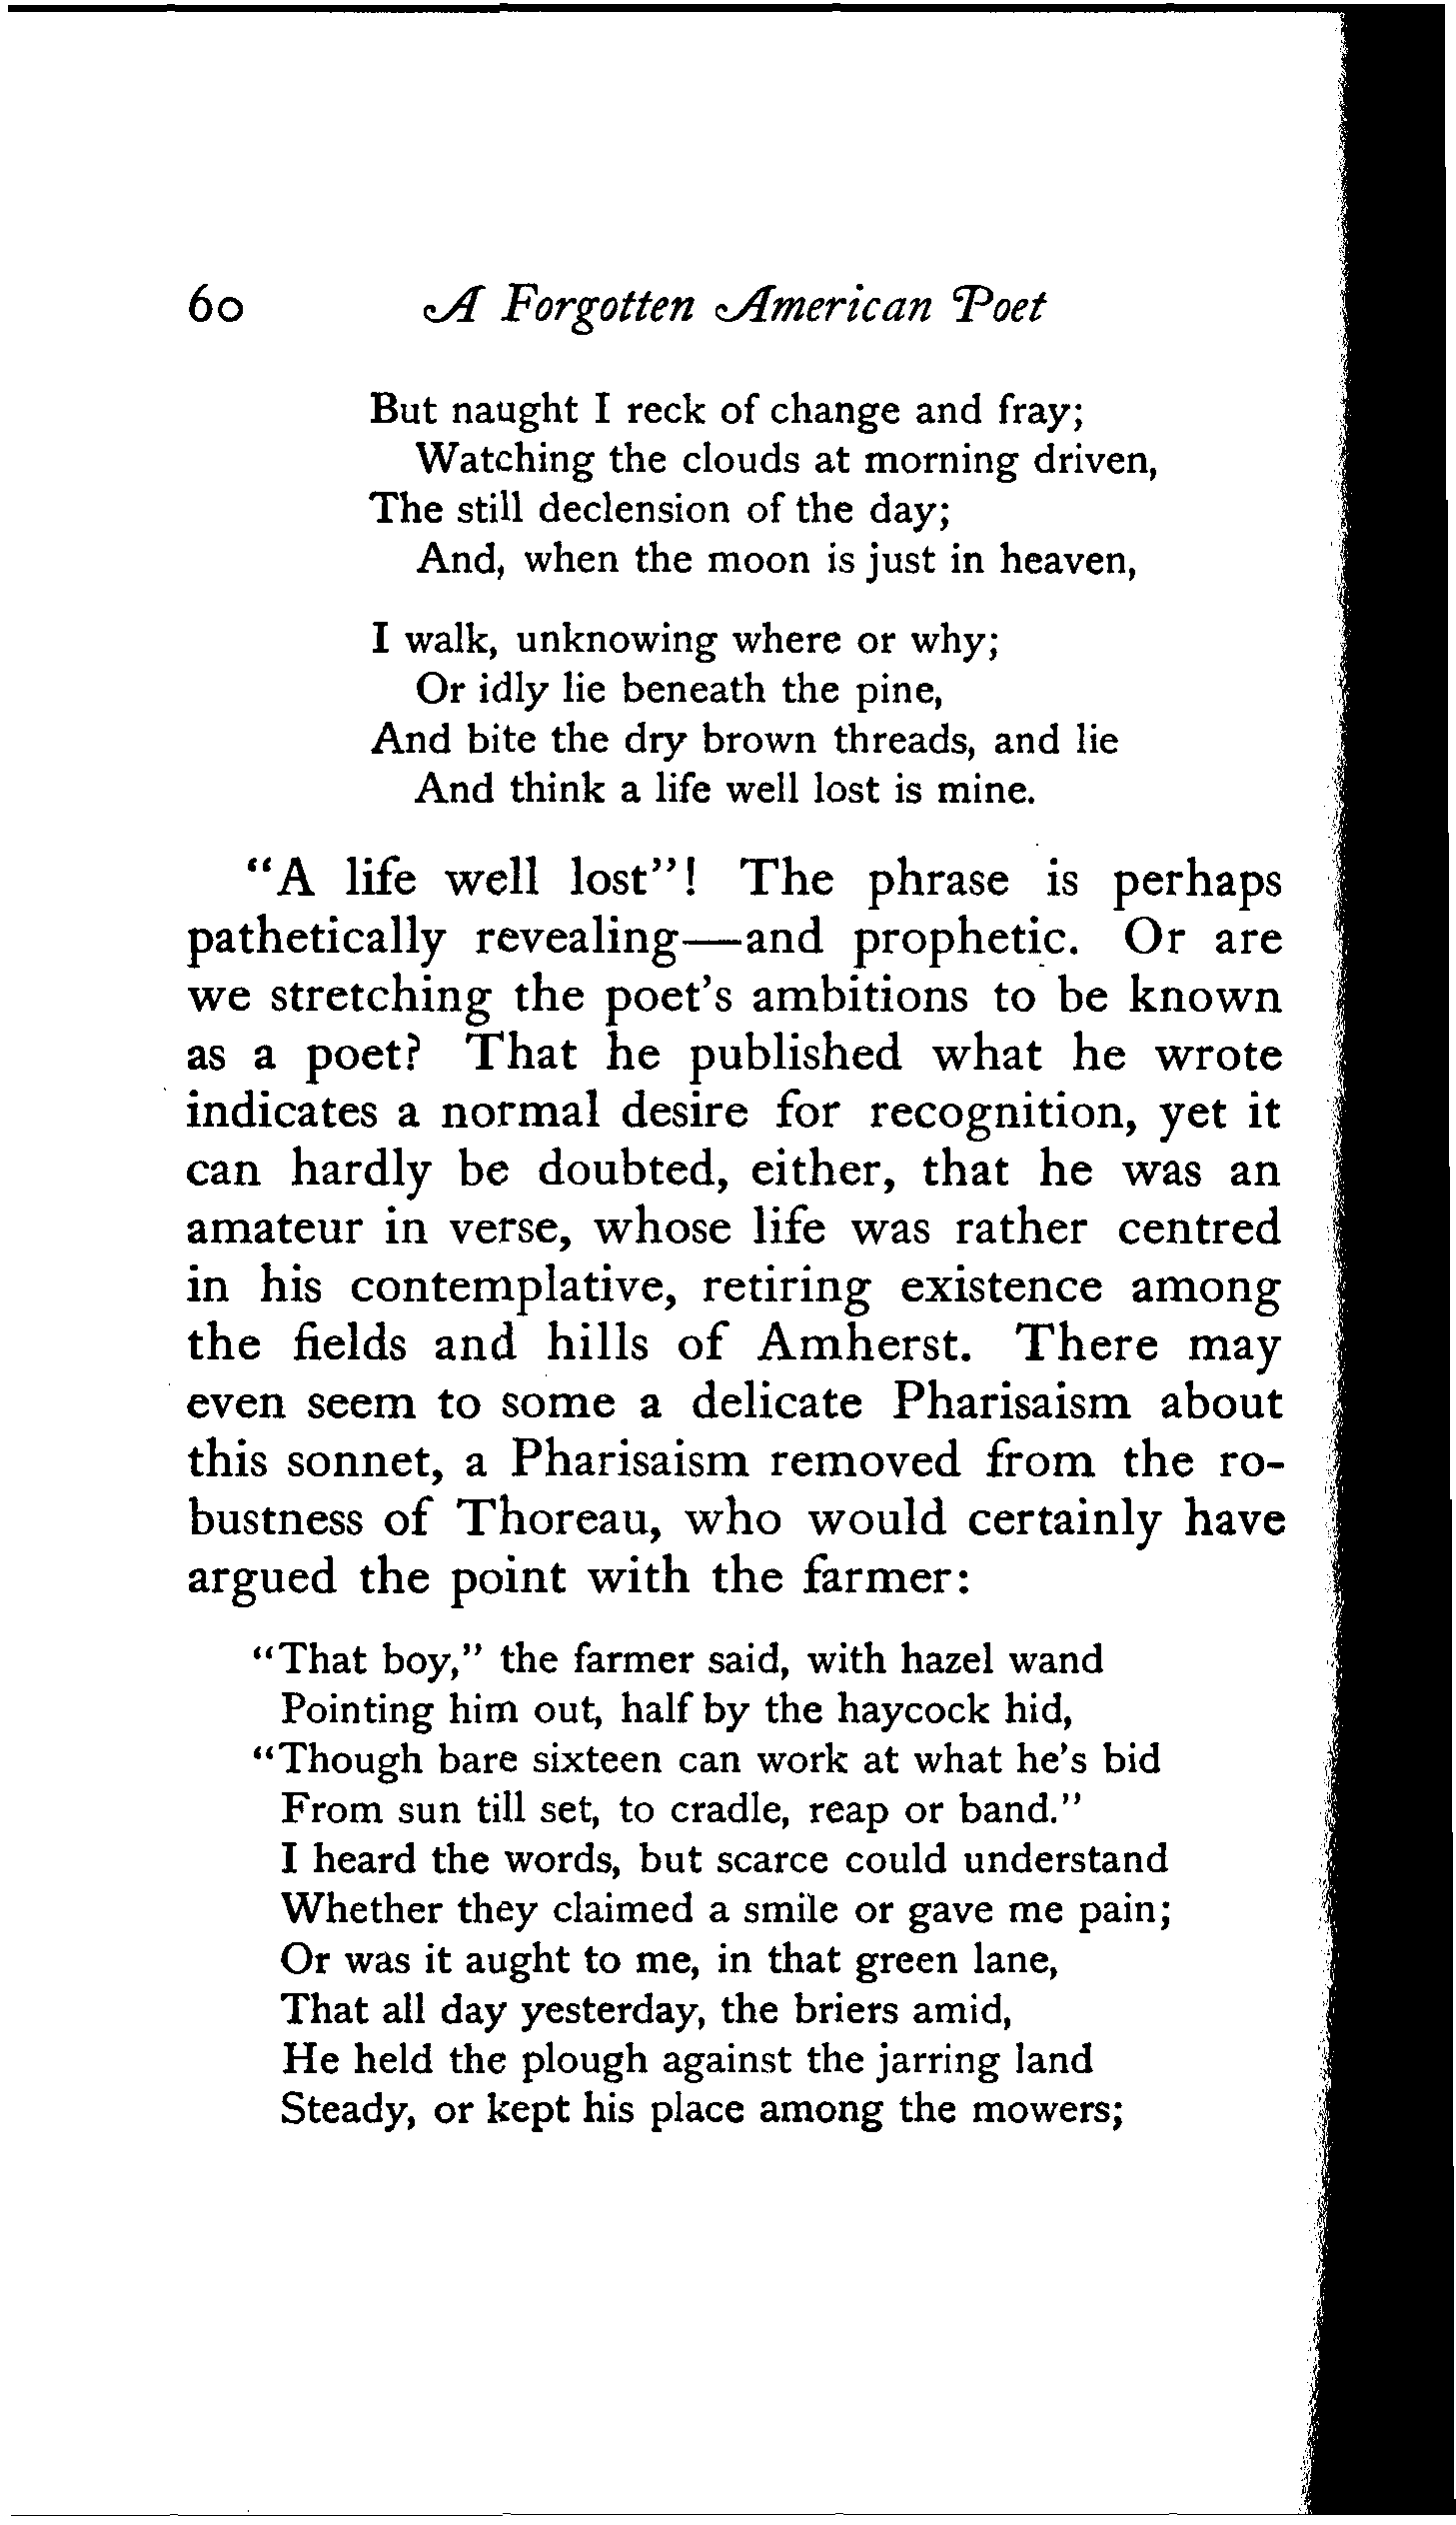 60 A Forgotten American Poet
But naught I reck of change and fray;
Watching the clouds at morning driven,
The still declension of the day;
And, when the moon is just in heaven,
I walk, unknowing where or why;
Or idly lie beneath the pine,
And bite the dry brown threads, and lie
And think a life well lost is mine.
“A life well lost”! The phrase is perhaps
pathetically revealing—and prophetic. Or are
we stretching the poet's ambitions to be known
as a poet? That he published what he wrote
indicates a normal desire for recognition, yet it
can hardly be doubted, either, that he was an
amateur in verse, whose life was rather centred
in his contemplative, retiring existence among
the fields and hills of Amherst. There may
even seem to some a delicate Pharisaism about
this sonnet, a Pharisaism removed from the ro-
bustness of Thoreau, who would certainly have
argued the point with the farmer:
“That boy,” the farmer said, with hazel wand
Pointing him out, half by the haycock hid,
“Though bare sixteen can work at what he's bid
From sun till set, to cradle, reap or band.”
I heard the words, but scarce could understand
Whether they claimed a smile or gave me pain;
Or was it aught to me, in that green lane,
That all day yesterday, the briers amid,
He held the plough against the jarring land
Steady, or kept his place among the mowers;